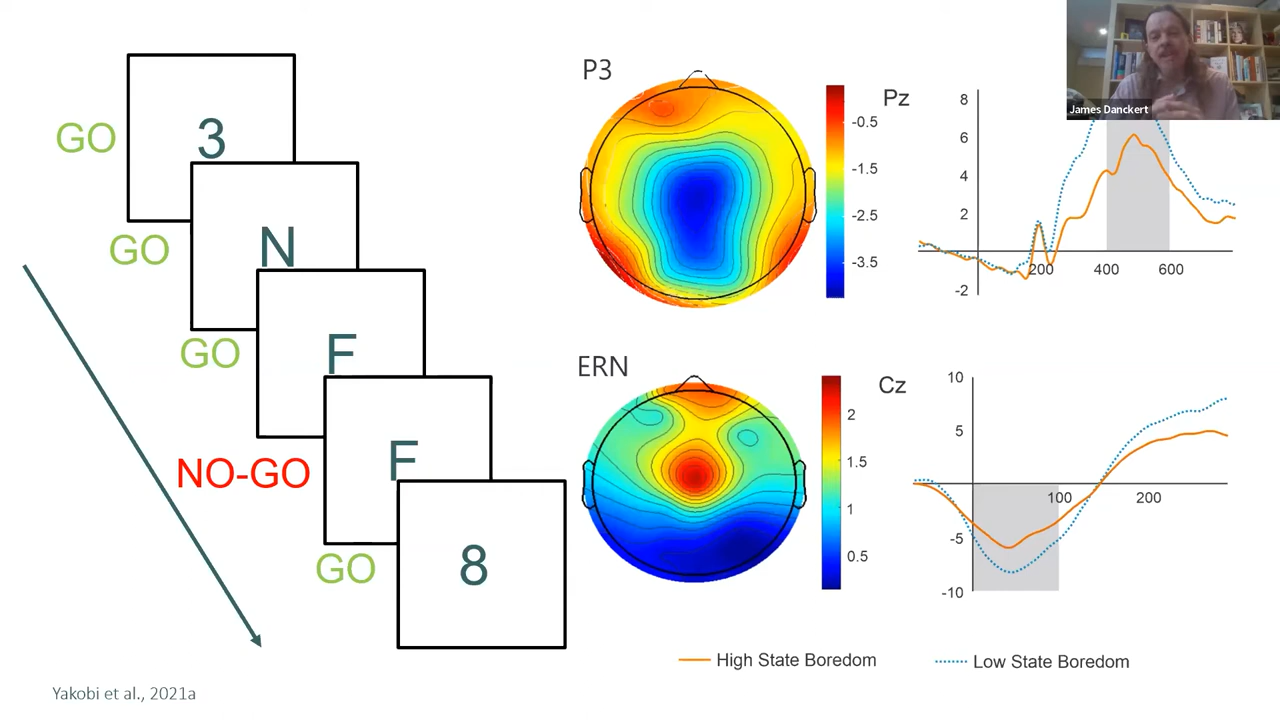 GO
3
GO
N
GO
F
NO-GO
F
GO
8
Yakobi et al., 2021a
P3
-0.5
-1.5
-2.5
-3.5
Pz
8
6
4
2
-2
200
400
600
James Danckert
ERN
2
1.5
1
0.5
Cz
10
5
-5
-10
100
200
High State Boredom
Low State Boredom